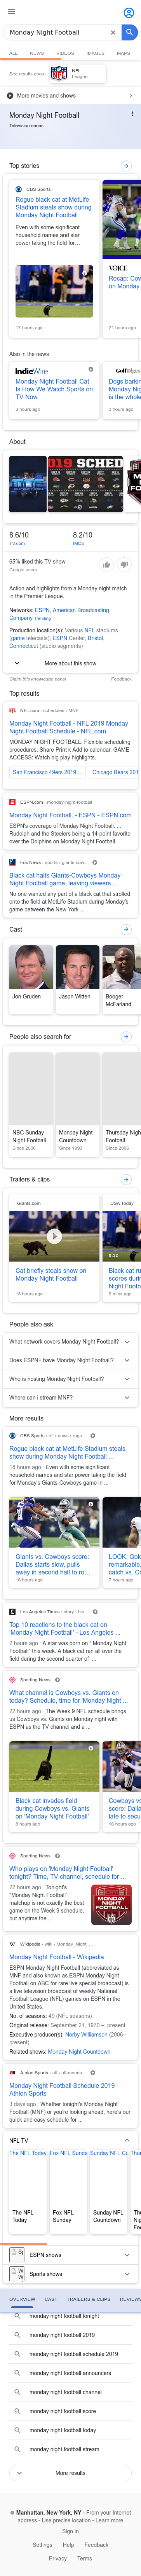 Monday Night Football
ALL NEWS VIDEOS IMAGES MAPS
See results about
NFL
League
More movies and shows
Monday Night Football
Television series
Top stories
CBS Sports
Rogue black cat at MetLife Stadium steals show during Monday Night Football
Even with some significant household names and star power taking the field for…
17 hours ago
VOICE
Recap: Cow
on Monday
21 hours ago
Also in the news
IndieWire
Monday Night Football Cat Is How We Watch Sports on TV Now
3 hours ago
Dogs barkin
Monday Nig
is the whole
3 hours ago
About
8.6/10
TV.com
8.2/10
IMDb
65% liked this TV show
Google users
Action and highlights from a Monday night match in the Premier League.
Networks: ESPN, American Broadcasting Company Trending
Production location(s): Various NFL stadiums (game telecasts); ESPN Center, Bristol, Connecticut (studio segments)
More about this show
Claim this knowledge panel
Feedback
Top results
NFL.com › schedules › MNF
Monday Night Football - NFL 2019 Monday Night Football Schedule - NFL.com
MONDAY NIGHT FOOTBALL. Flexible scheduling procedures. Share When I Add to calendar GAME ACCESS: Watch big play highlights.
San Francisco 49ers 2019 ...
Chicago Bears 201
ESPN.com › monday-night-football
Monday Night Football. - ESPN - ESPN.com
ESPN's coverage of Monday Night Football. ... Rudolph and the Steelers bring a 14-point favorite over the Dolphins to Monday Night Football.
Fox News › sports › giants-cow...
Black cat halts Giants-Cowboys Monday Night Football game, leaving viewers ...
No one wanted any part of a black cat that strolled onto the field at MetLife Stadium during Monday's game between the New York ...
Cast
Jon Gruden
Jason Witten
Booger McFarland
People also search for
NBC Sunday Night Football
Since 2006
Monday Night Countdown
Since 1993
Thursday Nigh
Football
Since 2006
Trailers & clips
Giants.com
Cat briefly steals show on Monday Night Football
18 hours ago
USA Today
0:32
Black cat ru
scores durin
Night Footb
9 mins ago
People also ask
What network covers Monday Night Football?
Does ESPN+ have Monday Night Football?
Who is hosting Monday Night Football?
Where can i stream MNF?
More results
CBS Sports › nfl › news › rogu...
Rogue black cat at MetLife Stadium steals show during Monday Night Football ...
18 hours ago · Even with some significant household names and star power taking the field for Monday's Giants-Cowboys game in ...
Giants vs. Cowboys score: Dallas starts slow, pulls away in second half to ro…
16 hours ago
LOOK: Gold
remarkable,
catch vs. Co
7 hours ago
Los Angeles Times › story › bla...
Top 10 reactions to the black cat on 'Monday Night Football' - Los Angeles ...
2 hours ago · A star was born on ' Monday Night Football' this week. A black cat ran all over the field during the second quarter of ...
Sporting News
What channel is Cowboys vs. Giants on today? Schedule, time for 'Monday Night ...
22 hours ago · The Week 9 NFL schedule brings Cowboys vs. Giants on Monday night with ESPN as the TV channel and a ...
Black cat invades field during Cowboys vs. Giants on 'Monday Night Football'
8 hours ago
Cowboys vs
score: Dalla
late to secu
16 hours ago
Sporting News
Who plays on 'Monday Night Football' tonight? Time, TV channel, schedule for ...
22 hours ago · Tonight's "Monday Night Football" matchup is not exactly the best game on the Week 9 schedule, but anytime the ...
Wikipedia › wiki › Monday_Night_...
Monday Night Football - Wikipedia
ESPN Monday Night Football (abbreviated as MNF and also known as ESPN Monday Night Football on ABC for rare live special broadcast) is a live television broadcast of weekly National Football League (NFL) games on ESPN in the United States.
No. of seasons: 49 (NFL seasons)
Original release: September 21, 1970 –; present
Executive producer(s): Norby Williamson (2006–present)
Related shows: Monday Night Countdown
Athlon Sports › nfl › nfl-monda...
Monday Night Football Schedule 2019 - Athlon Sports
3 days ago · Whether tonight's Monday Night Football (MNF) or you're looking ahead, here's our quick and easy schedule for ...
NFL TV
The NFL Today
Fox NFL Sunda
Sunday NFL Co
Thur
The NFL Today
Fox NFL Sunday
Sunday NFL Countdown
ESPN shows
Sports shows
OVERVIEW CAST TRAILERS & CLIPS REVIEWS
monday night football tonight
monday night football 2019
monday night football schedule 2019
monday night football announcers
monday night football channel
monday night football score
monday night football today
monday night football stream
More results
Manhattan, New York, NY - From your Internet address - Use precise location - Learn more
Sign in
Settings Help Feedback
Privacy Terms